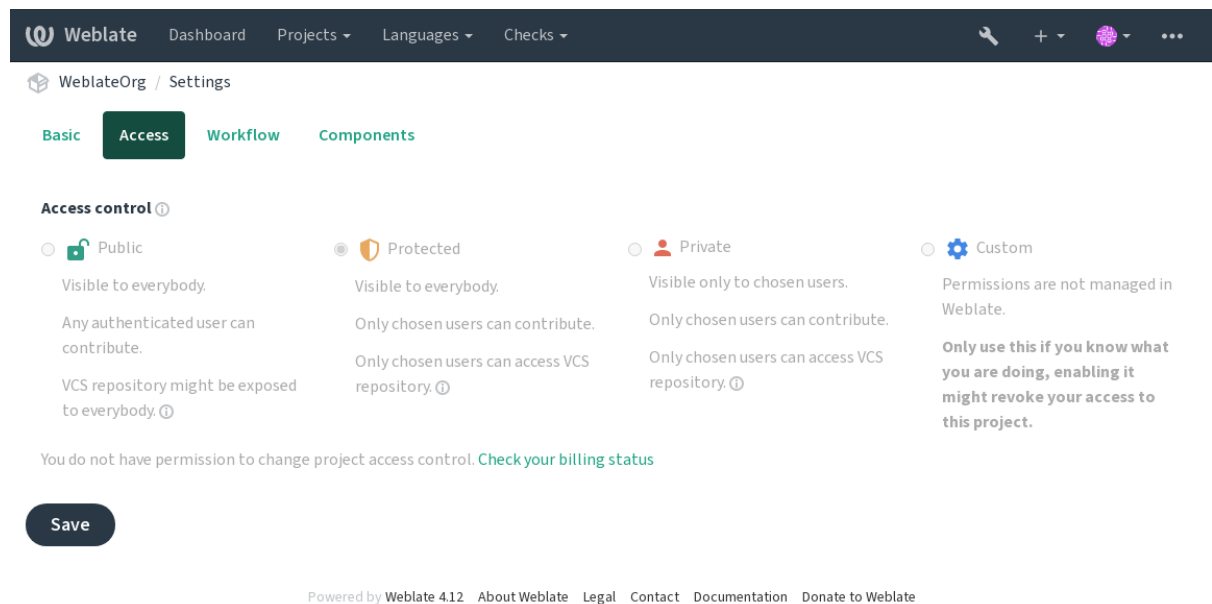 Weblate Dashboard Projects Languages Checks
WeblateOrg / Settings
Basic Access Workflow Components
Access control
Public
Visible to everybody.
Any authenticated user can
contribute.
VCS repository might be exposed
to everybody.
Protected
Visible to everybody.
Only chosen users can contribute.
Only chosen users can access VCS
repository.
Private
Visible only to chosen users.
Only chosen users can contribute.
Only chosen users can access VCS
repository.
Custom
Permissions are not managed in
Weblate.
Only use this if you know what
you are doing, enabling it
might revoke your access to
this project.
You do not have permission to change project access control. Check your billing status
Save
Powered by Weblate 4.12 About Weblate Legal Contact Documentation Donate to Weblate